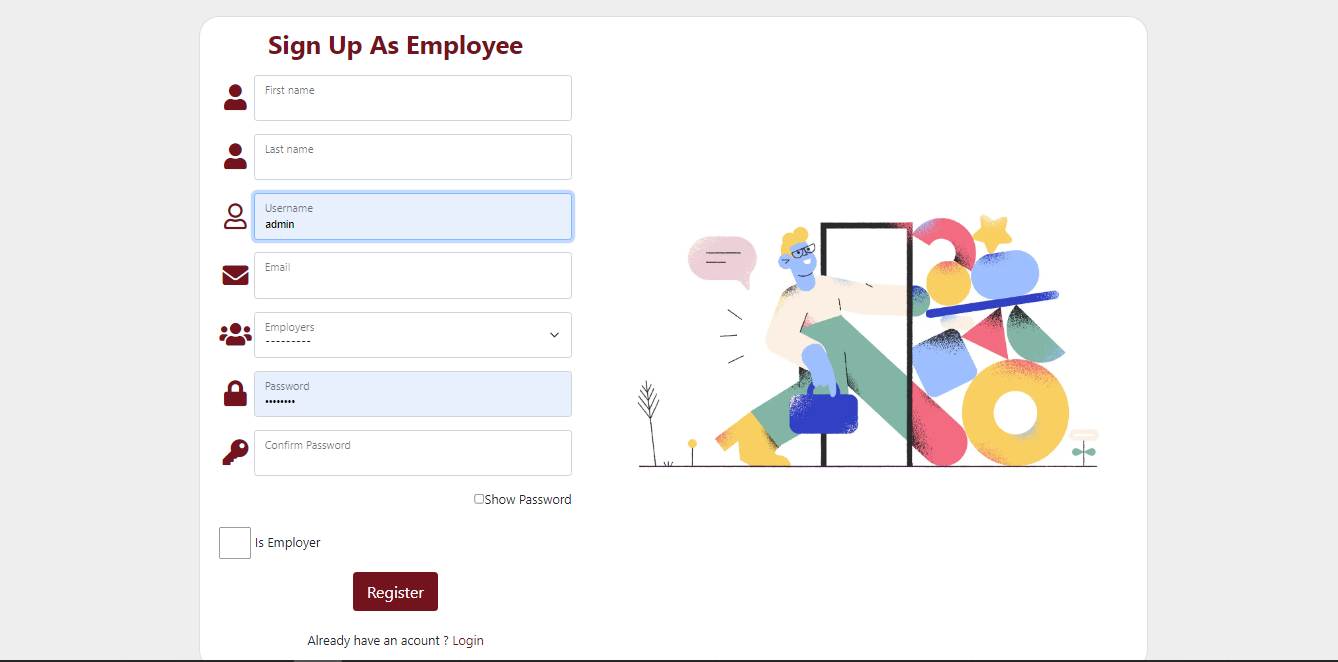 Sign Up As Employee
First name
Last name
Username
admin
Email
Employers
---------
Password
••••••••
Confirm Password
Show Password
Is Employer
Register
Already have an acount ? Login